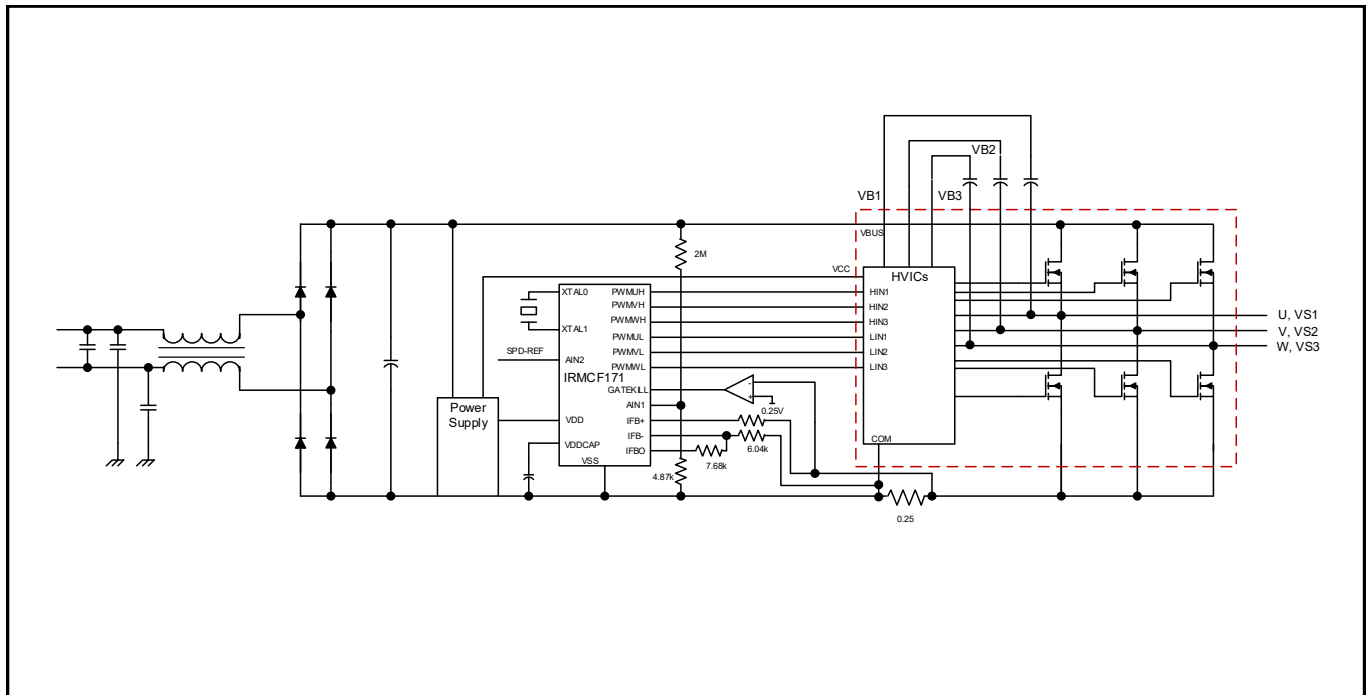 VB2
VB1
VB3
VBUS
2M
VCC
HVICs
XTAL0
PWMUH
HIN1
PWMVH
HIN2
PWMWH
HIN3
U, VS1
XTAL1
PWMUL
LIN1
V, VS2
SPD-REF
AIN2
PWMVL
LIN2
W, VS3
PWMWL
LIN3
IRMCF171
GATEKILL
-
+
AIN1
0.25V
Power
Supply
VDD
IFB+
IFB-
6.04k
COM
VDDCAP
IFBO
7.68k
VSS
4.87k
0.25